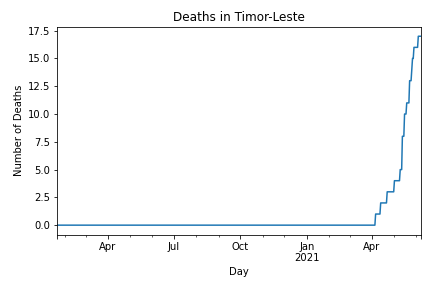 Deaths in Timor-Leste
Number of Deaths
17.5
15.0
12.5
10.0
7.5
5.0
2.5
0.0
Apr Jul Oct Jan Apr
2021
Day